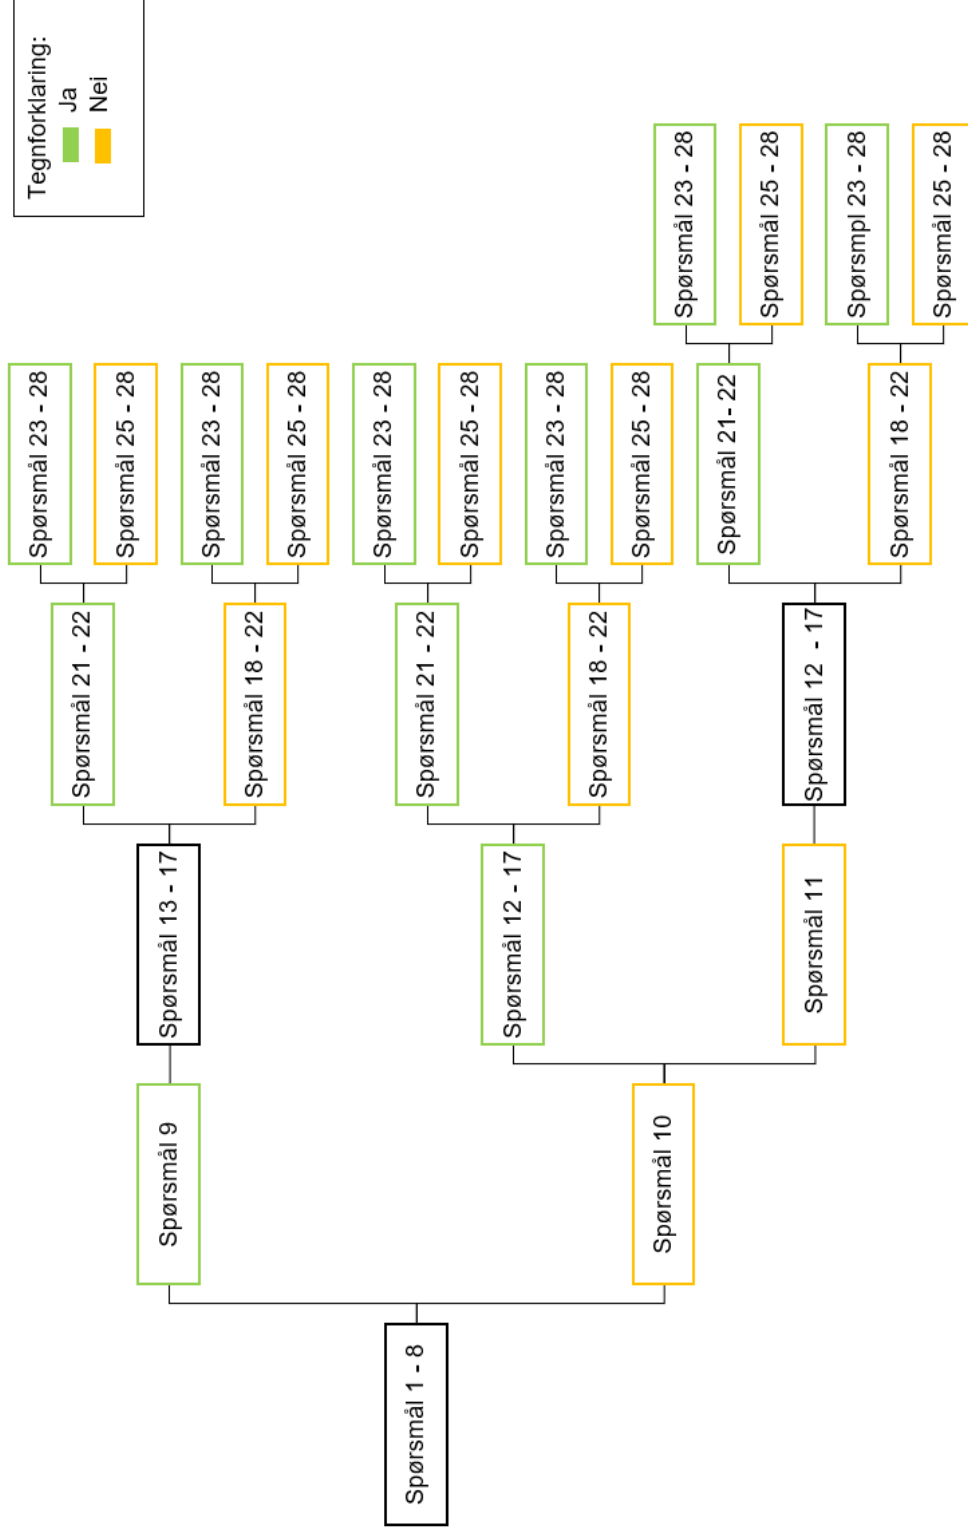 Tegnforklaring:
Ja
Nei
Spørsmål 1 - 8
Spørsmål 9
Spørsmål 10
Spørsmål 13 - 17
Spørsmål 12 - 17
Spørsmål 11
Spørsmål 21 - 22
Spørsmål 18 - 22
Spørsmål 21 - 22
Spørsmål 18 - 22
Spørsmål 12 - 17
Spørsmål 23 - 28
Spørsmål 25 - 28
Spørsmål 23 - 28
Spørsmål 25 - 28
Spørsmål 23 - 28
Spørsmål 25 - 28
Spørsmål 23 - 28
Spørsmål 25 - 28
Spørsmål 21- 22
Spørsmål 18 - 22
Spørsmål 23 - 28
Spørsmål 25 - 28
Spørsmpl 23 - 28
Spørsmål 25 - 28